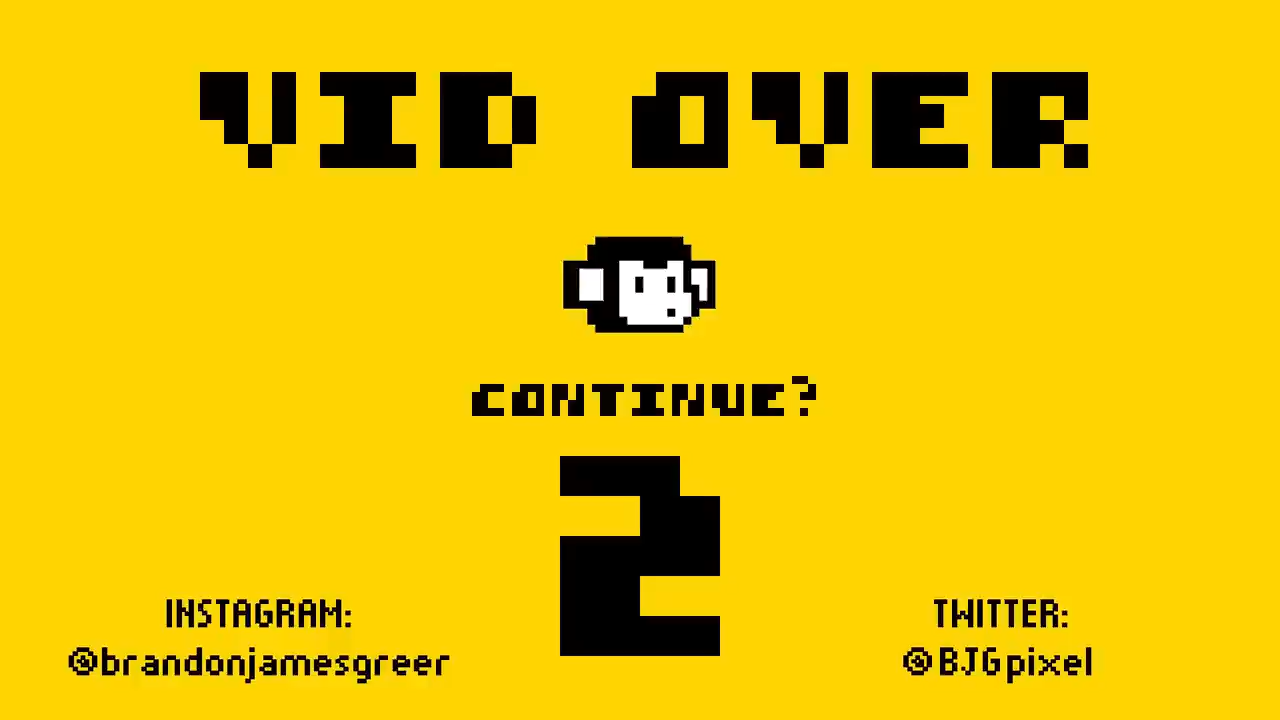 VID OVER
CONTINUE?
2
INSTAGRAM:
@brandonjamesgreer
TWITTER:
@BJGpixel